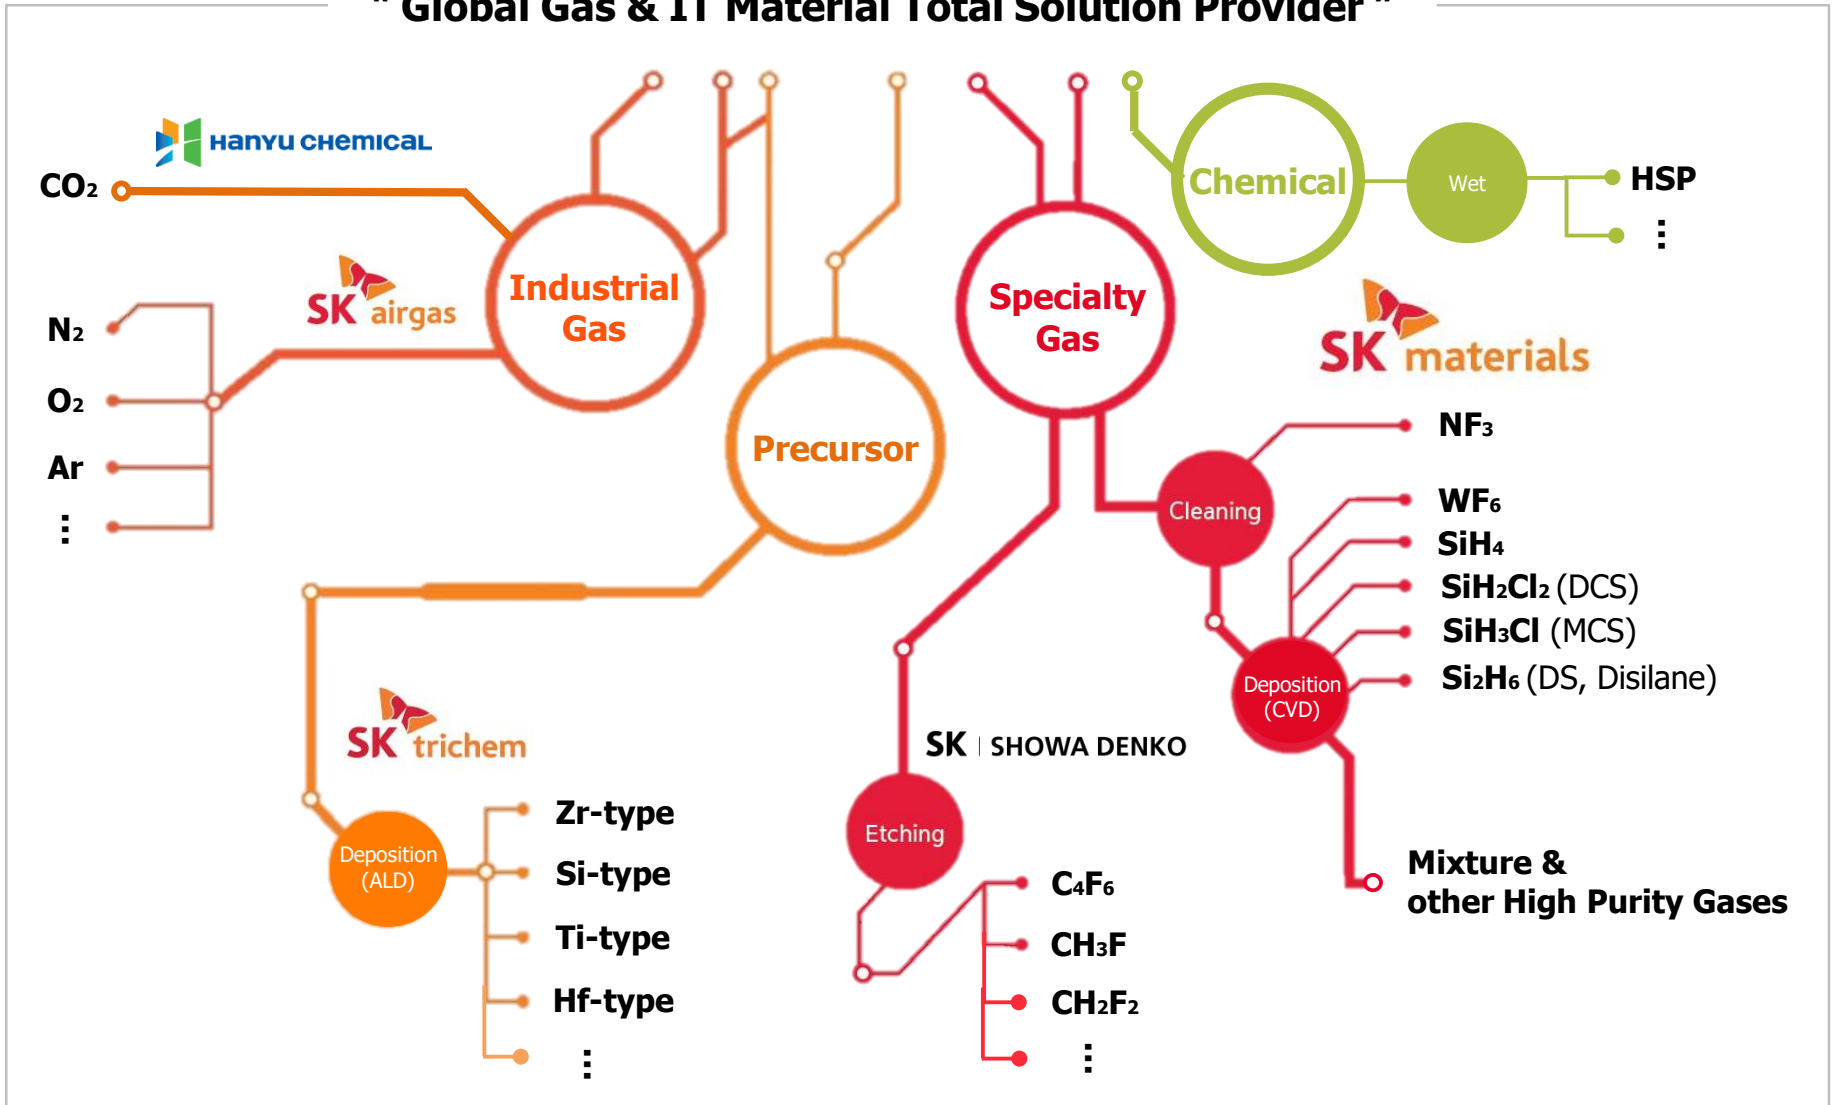 " Global Gas & IT Material Total Solution Provider "
HANYU CHEMICAL
CO₂
SK airgas
N₂
O₂
Ar
⋮
Industrial
Gas
Precursor
SK trichem
Deposition
(ALD)
Zr-type
Si-type
Ti-type
Hf-type
⋮
Specialty
Gas
SK | SHOWA DENKO
Etching
C₄F₆
CH₃F
CH₂F₂
⋮
Chemical
Wet
HSP
⋮
SK materials
Cleaning
NF₃
Deposition
(CVD)
WF₆
SiH₄
SiH₂Cl₂ (DCS)
SiH₃Cl (MCS)
Si₂H₆ (DS, Disilane)
Mixture &
other High Purity Gases